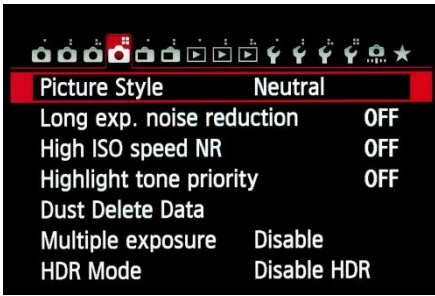 Picture Style Neutral
Long exp. noise reduction OFF
High ISO speed NR OFF
Highlight tone priority OFF
Dust Delete Data
Multiple exposure Disable
HDR Mode Disable HDR